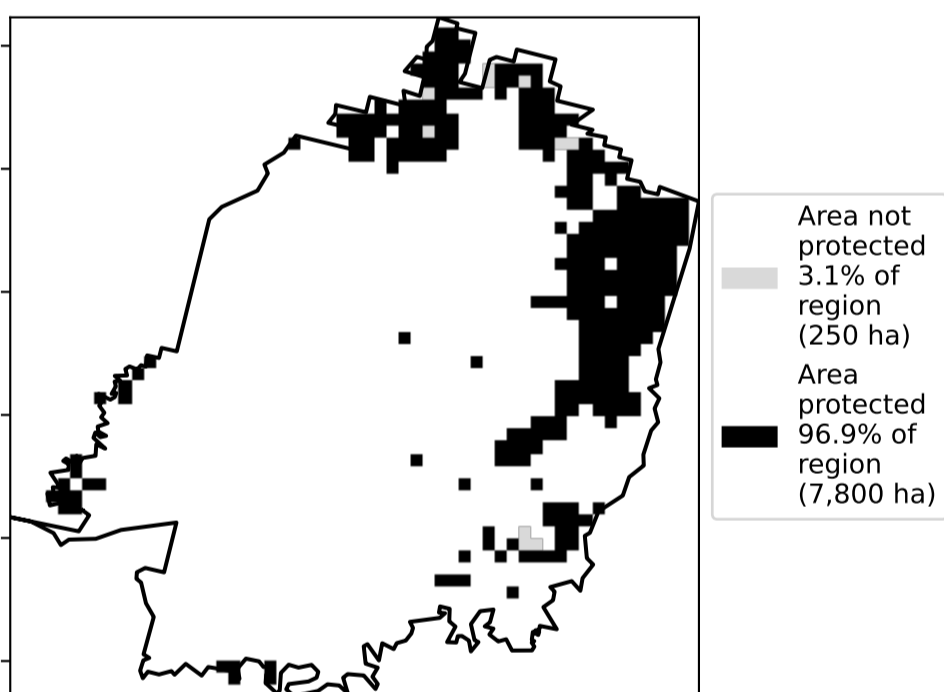 Area not
protected
3.1% of
region
(250 ha)
Area
protected
96.9% of
region
(7,800 ha)